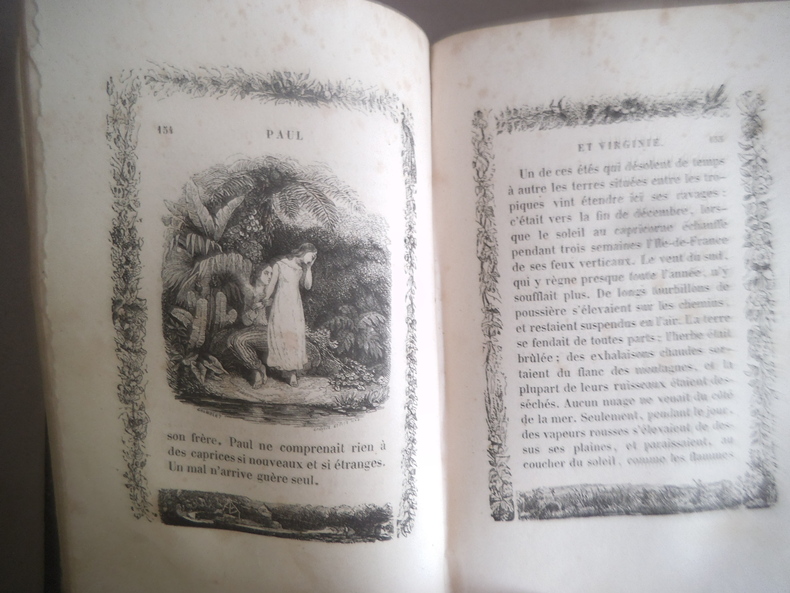 154
PAUL
son frère. Paul ne comprenait rien à
des caprices si nouveaux et si étranges.
Un mal n'arrive guère seul.
ET VIRGINIE.
155
Un de ces étés qui désolent de temps
à autre les terres situées entre les tro-
piques vint étendre ici ses ravages :
c'était vers la fin de décembre, lors-
que le soleil au capricorne échauffe
pendant trois semaines l'Ile-de-France
de ses feux verticaux. Le vent du sud,
qui y règne presque toute l'année, n'y
soufflait plus. De longs tourbillons de
poussière s'élevaient sur les chemins,
et restaient suspendus en l'air. La terre
se fendait de toutes parts ; l'herbe était
brûlée ; des exhalaisons chaudes sor-
taient du flanc des montagnes, et la
plupart de leurs ruisseaux étaient des-
séchés. Aucun nuage ne venait du côté
de la mer. Seulement, pendant le jour,
des vapeurs rousses s'élevaient de des-
sus ses plaines, et paraissaient, au
coucher du soleil, comme les flammes